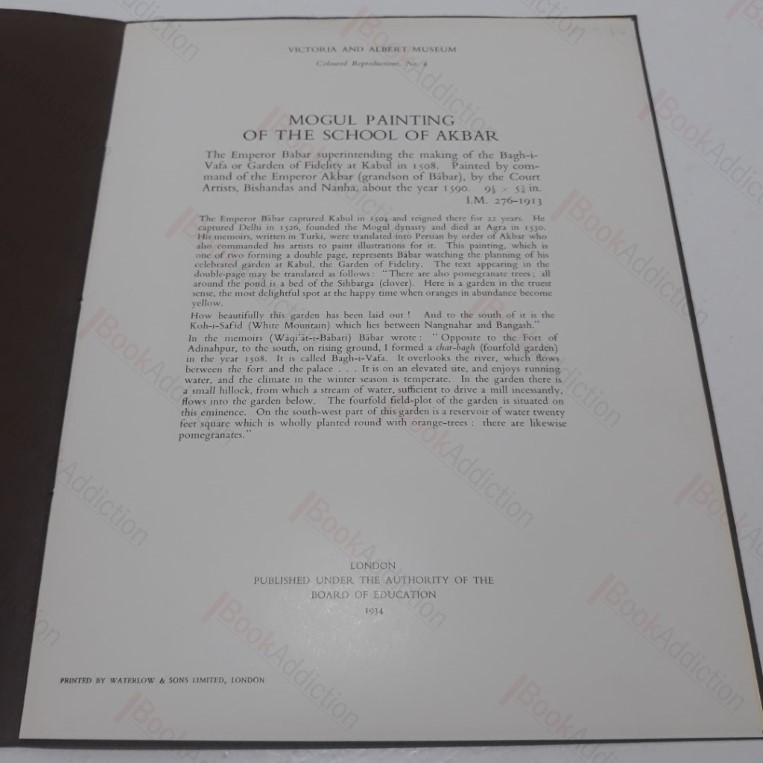 VICTORIA AND ALBERT MUSEUM
Coloured Reproductions, No. 4
MOGUL PAINTING
OF THE SCHOOL OF AKBAR
The Emperor Bābar superintending the making of the Bagh-i-
Vafa or Garden of Fidelity at Kabul in 1508. Painted by com-
mand of the Emperor Akbar (grandson of Bābar), by the Court
Artists, Bishandas and Nanha, about the year 1590. 9½ × 5¼ in.
I.M. 276–1913
The Emperor Bābar captured Kabul in 1504 and reigned there for 22 years. He
captured Delhi in 1526, founded the Mogul dynasty and died at Agra in 1530.
His memoirs, written in Turki, were translated into Persian by order of Akbar who
also commanded his artists to paint illustrations for it. This painting, which is
one of two forming a double page, represents Bābar watching the planning of his
celebrated garden at Kabul, the Garden of Fidelity. The text appearing in the
double-page may be translated as follows: "There are also pomegranate trees; all
around the pond is a bed of the Sihbarga (clover). Here is a garden in the truest
sense, the most delightful spot at the happy time when oranges in abundance become
yellow.
How beautifully this garden has been laid out! And to the south of it is the
Koh-i-Safīd (White Mountain) which lies between Nangnahar and Bangash."
In the memoirs (Wāqi'āt-i-Bābari) Bābar wrote: "Opposite to the Fort of
Adinahpur, to the south, on rising ground, I formed a char-bagh (fourfold garden)
in the year 1508. It is called Bagh-i-Vafa. It overlooks the river, which flows
between the fort and the palace . . . It is on an elevated site, and enjoys running
water, and the climate in the winter season is temperate. In the garden there is
a small hillock, from which a stream of water, sufficient to drive a mill incessantly,
flows into the garden below. The fourfold field-plot of the garden is situated on
this eminence. On the south-west part of this garden is a reservoir of water twenty
feet square which is wholly planted round with orange-trees: there are likewise
pomegranates."
LONDON
PUBLISHED UNDER THE AUTHORITY OF THE
BOARD OF EDUCATION
1934
PRINTED BY WATERLOW & SONS LIMITED, LONDON
BookAddiction